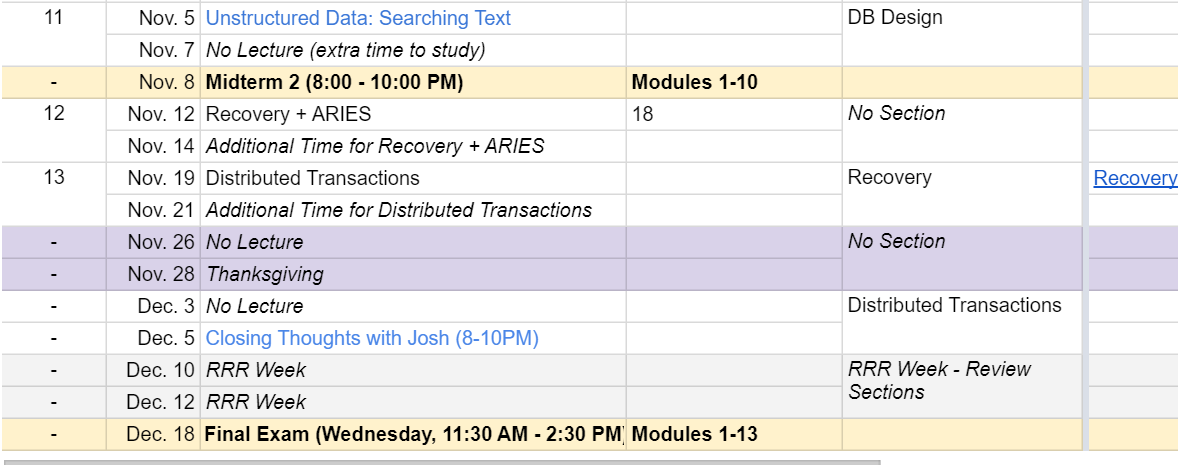 11 Nov. 5 Unstructured Data: Searching Text DB Design
Nov. 7 No Lecture (extra time to study)
- Nov. 8 Midterm 2 (8:00 - 10:00 PM) Modules 1-10
12 Nov. 12 Recovery + ARIES 18 No Section
Nov. 14 Additional Time for Recovery + ARIES
13 Nov. 19 Distributed Transactions Recovery Recovery
Nov. 21 Additional Time for Distributed Transactions
- Nov. 26 No Lecture No Section
- Nov. 28 Thanksgiving
- Dec. 3 No Lecture Distributed Transactions
- Dec. 5 Closing Thoughts with Josh (8-10PM)
- Dec. 10 RRR Week RRR Week - Review
Sections
- Dec. 12 RRR Week
- Dec. 18 Final Exam (Wednesday, 11:30 AM - 2:30 PM Modules 1-13